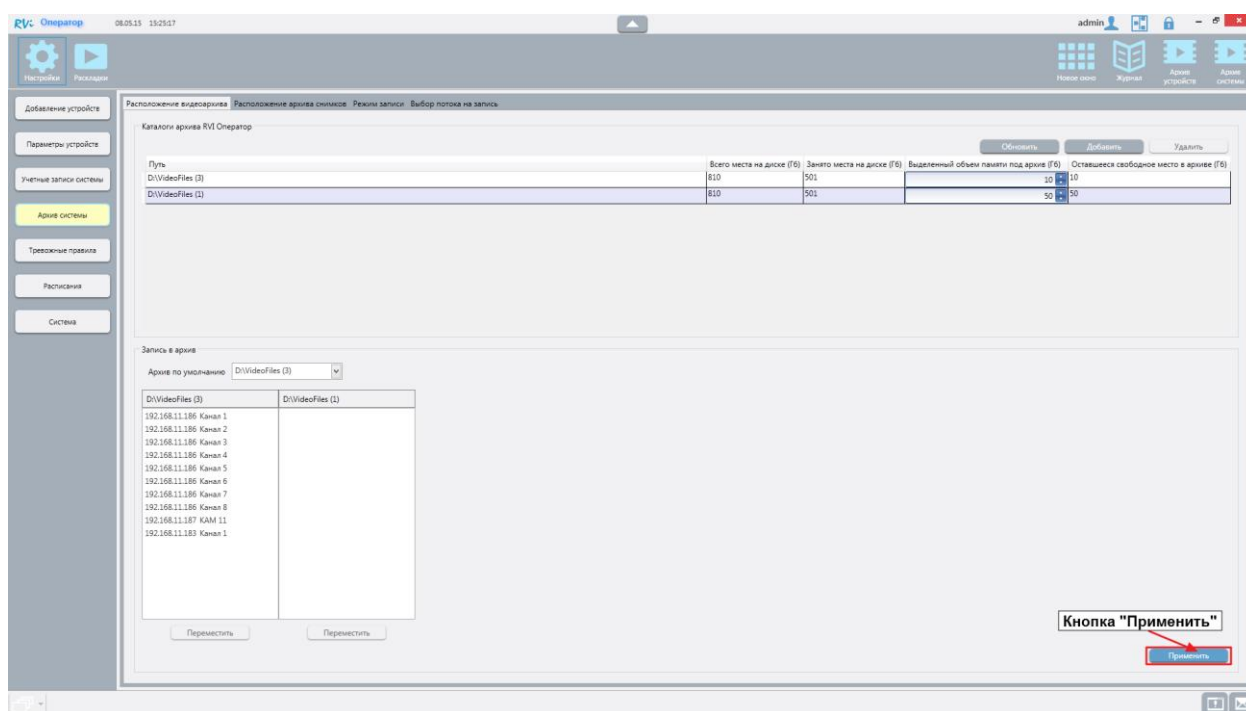 RVi Оператор 08.05.15 15:25:17 admin
Настройки Раскладки Новое окно Журнал Архив устройств Архив системы
Добавление устройств
Параметры устройств
Учетные записи системы
Архив системы
Тревожные правила
Расписания
Система
Расположение видеоархива Расположение архива снимков Режим записи Выбор потока на запись
Каталоги архива RVI Оператор
Обновить Добавить Удалить
Путь Всего места на диске (Гб) Занято места на диске (Гб) Выделенный объем памяти под архив (Гб) Оставшееся свободное место в архиве (Гб)
D:\VideoFiles (3) 810 501 10 10
D:\VideoFiles (1) 810 501 50 50
Запись в архив
Архив по умолчанию D:\VideoFiles (3)
D:\VideoFiles (3) D:\VideoFiles (1)
192.168.11.186 Канал 1
192.168.11.186 Канал 2
192.168.11.186 Канал 3
192.168.11.186 Канал 4
192.168.11.186 Канал 5
192.168.11.186 Канал 6
192.168.11.186 Канал 7
192.168.11.186 Канал 8
192.168.11.187 КАМ 11
192.168.11.183 Канал 1
Переместить Переместить
Кнопка "Применить"
Применить